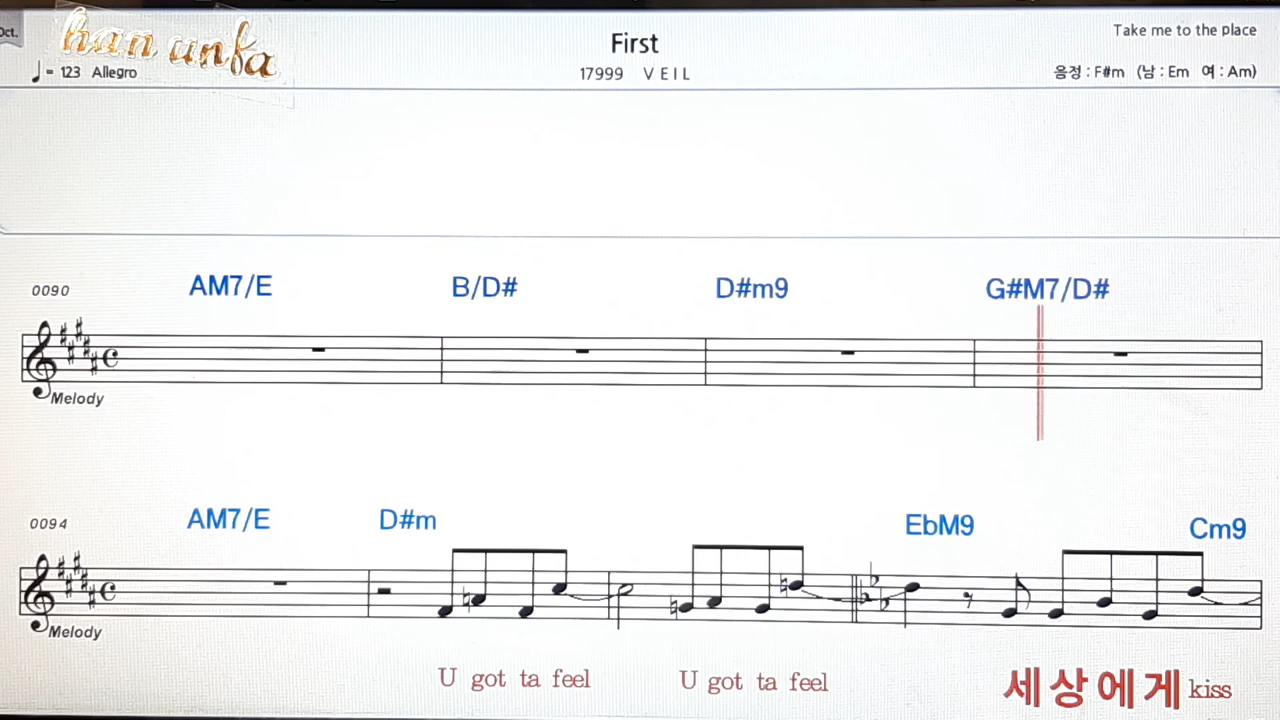 Oct.
han unfa
First
Take me to the place
♩= 123 Allegro
17999 VEIL
음정 : F#m (남 : Em 여 : Am)
0090 AM7/E B/D# D#m9 G#M7/D#
Melody
0094 AM7/E D#m EbM9 Cm9
Melody
U got ta feel U got ta feel 세상에게 kiss